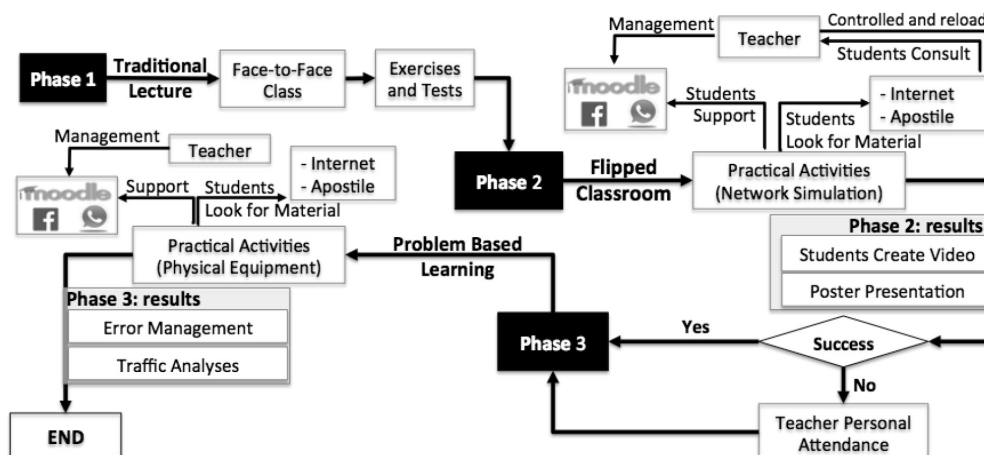 Phase 1
Traditional
Lecture
Face-to-Face
Class
Exercises
and Tests
Management
Teacher
Controlled and reload
Students Consult
moodle
Students
Support
Students
Look for Material
- Internet
- Apostile
Phase 2
Flipped
Classroom
Practical Activities
(Network Simulation)
Phase 2: results
Students Create Video
Poster Presentation
Success
Yes
No
Teacher Personal
Attendance
Phase 3
Problem Based
Learning
Management
Teacher
moodle
Support
Students
Look for Material
- Internet
- Apostile
Practical Activities
(Physical Equipment)
Phase 3: results
Error Management
Traffic Analyses
END